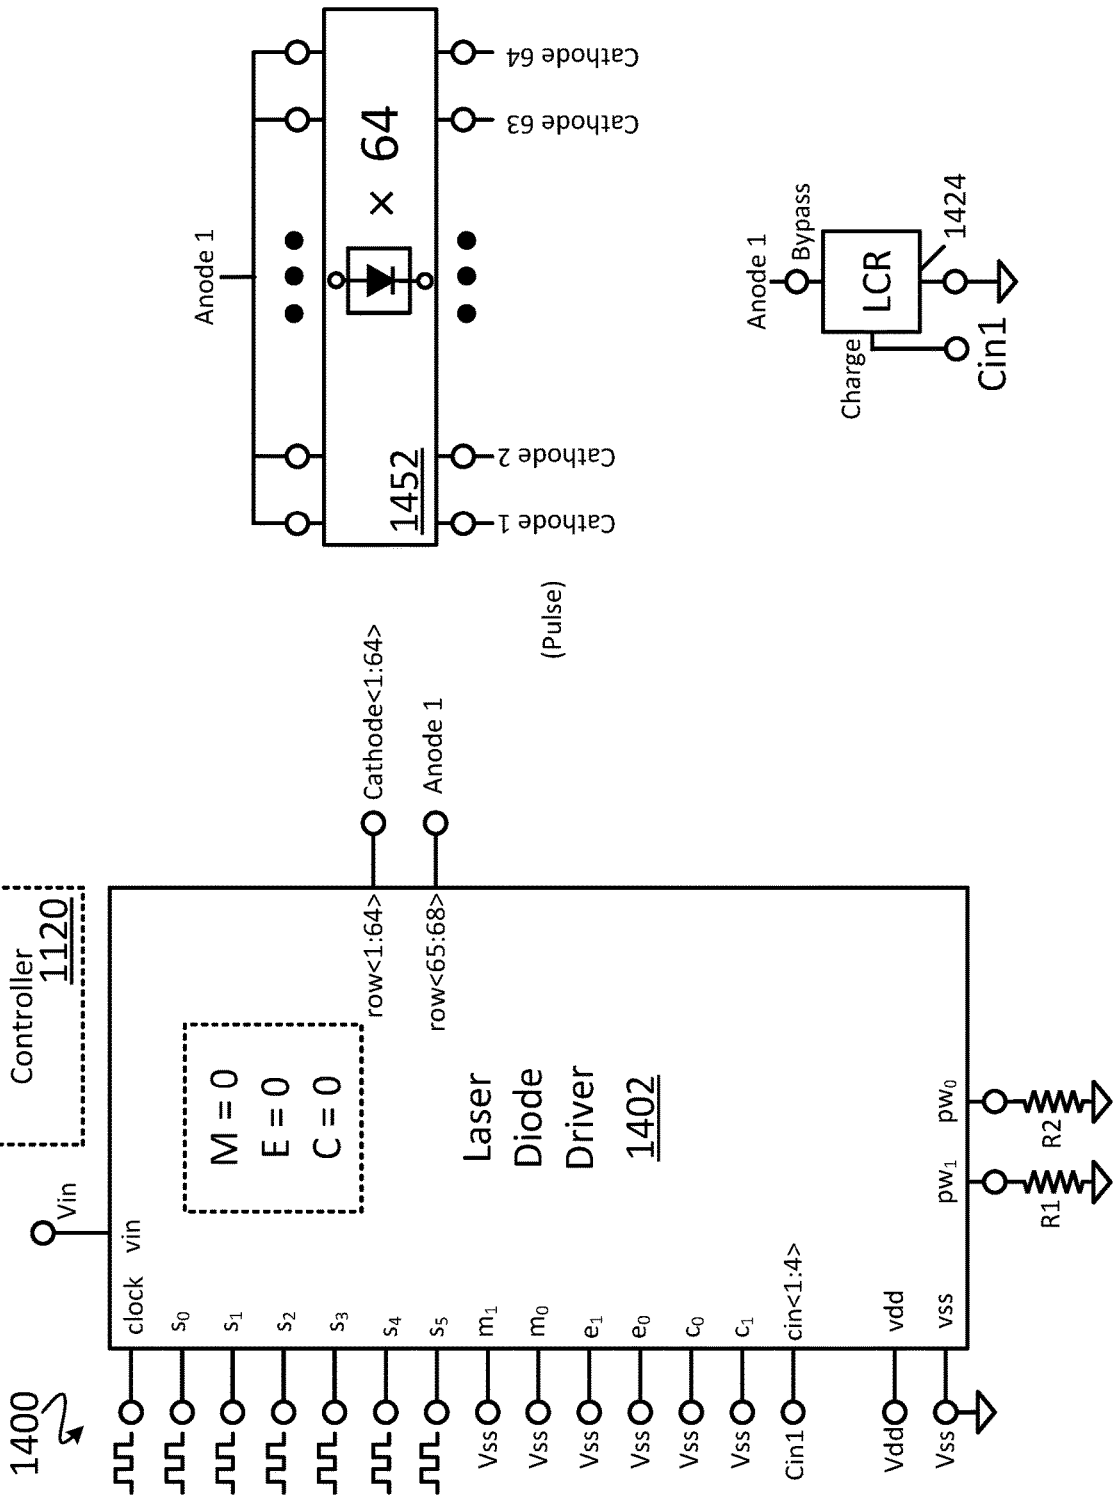 1400
Vin
Controller
1120
clock
vin
s0
s1
s2
s3
s4
s5
Vss m1
Vss m0
Vss e1
Vss e0
Vss c0
Vss c1
Cin1 cin<1:4>
Vdd vdd
Vss vss
M = 0
E = 0
C = 0
Laser
Diode
Driver
1402
row<1:64> Cathode<1:64>
row<65:68> Anode 1
pw1
pw0
R1
R2
(Pulse)
Anode 1
1452
× 64
Cathode 1
Cathode 2
Cathode 63
Cathode 64
Anode 1
Bypass
Charge
LCR
1424
Cin1